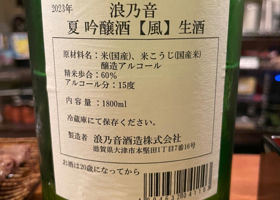 2023年
浪乃音
夏 吟醸酒【風】生酒
原材料名：米(国産)、米こうじ(国産米)
醸造アルコール
精米歩合：60％
アルコール分：15度
内容量：1800ml
冷蔵庫にて保存ください。
製造者 浪乃音酒造株式会社
滋賀県大津市本堅田1丁目7番16号
お酒は20歳になってから